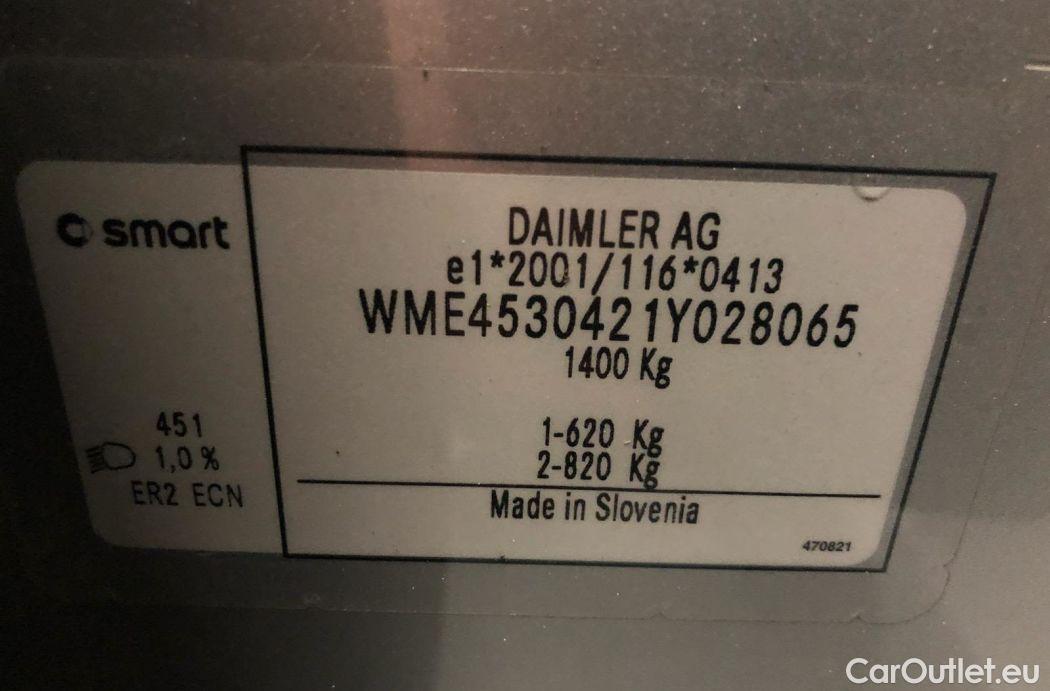 smart
DAIMLER AG
e1*2001/116*0413
WME4530421Y028065
1400 Kg
1-620 Kg
2-820 Kg
451
1,0 %
ER2 ECN
Made in Slovenia
470821
CarOutlet.eu